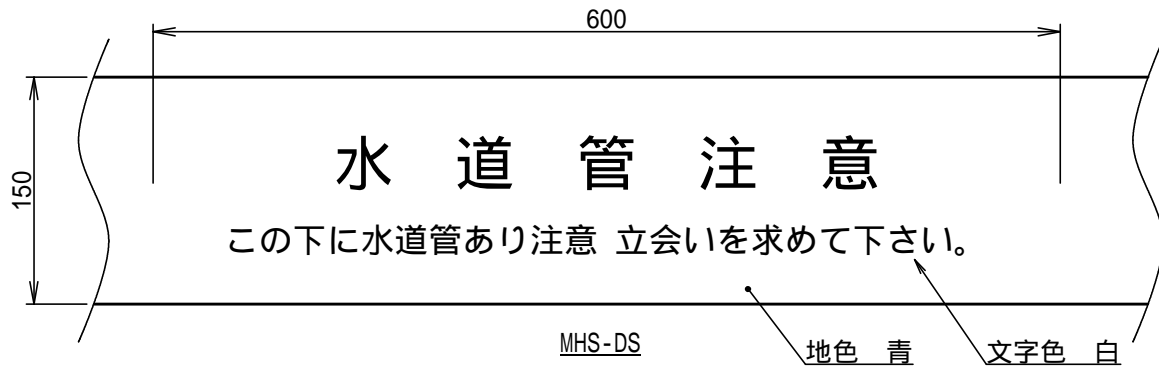 600
150
水 道 管 注 意
この下に水道管あり注意 立会いを求めて下さい。
MHS-DS
地色 青
文字色 白